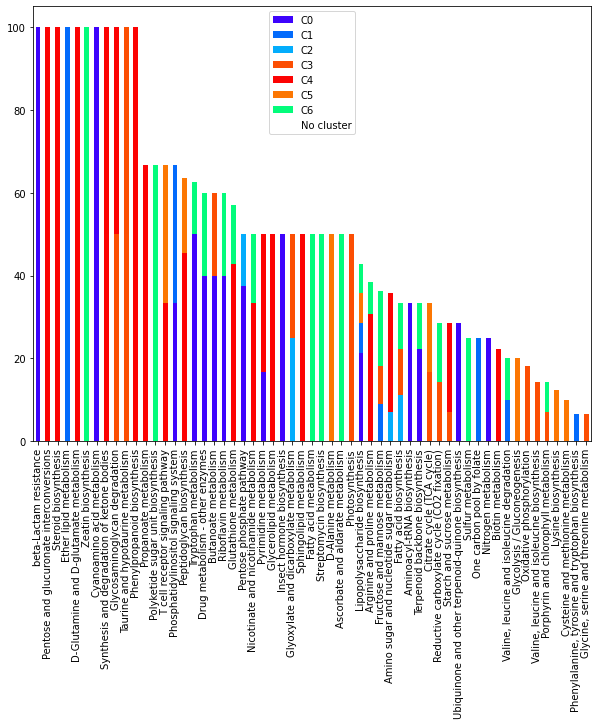 100
80
60
40
20
0
C0
C1
C2
C3
C4
C5
C6
No cluster
beta-Lactam resistance
Pentose and glucuronate interconversions
Steroid biosynthesis
Ether lipid metabolism
D-Glutamine and D-glutamate metabolism
Zeatin biosynthesis
Cyanoamino acid metabolism
Synthesis and degradation of ketone bodies
Glycosaminoglycan degradation
Taurine and hypotaurine metabolism
Phenylpropanoid biosynthesis
Propanoate metabolism
Polyketide sugar unit biosynthesis
T cell receptor signaling pathway
Phosphatidylinositol signaling system
Peptidoglycan biosynthesis
Tryptophan metabolism
Drug metabolism - other enzymes
Butanoate metabolism
Riboflavin metabolism
Glutathione metabolism
Pentose phosphate pathway
Nicotinate and nicotinamide metabolism
Pyrimidine metabolism
Glycerolipid metabolism
Insect hormone biosynthesis
Glyoxylate and dicarboxylate metabolism
Sphingolipid metabolism
Fatty acid metabolism
Streptomycin biosynthesis
D-Alanine metabolism
Ascorbate and aldarate metabolism
Photosynthesis
Lipopolysaccharide biosynthesis
Arginine and proline metabolism
Fructose and mannose metabolism
Amino sugar and nucleotide sugar metabolism
Fatty acid biosynthesis
Aminoacyl-tRNA biosynthesis
Terpenoid backbone biosynthesis
Citrate cycle (TCA cycle)
Reductive carboxylate cycle (CO2 fixation)
Starch and sucrose metabolism
Ubiquinone and other terpenoid-quinone biosynthesis
Sulfur metabolism
One carbon pool by folate
Nitrogen metabolism
Biotin metabolism
Valine, leucine and isoleucine degradation
Glycolysis / Gluconeogenesis
Oxidative phosphorylation
Valine, leucine and isoleucine biosynthesis
Porphyrin and chlorophyll metabolism
Lysine biosynthesis
Cysteine and methionine metabolism
Phenylalanine, tyrosine and tryptophan biosynthesis
Glycine, serine and threonine metabolism